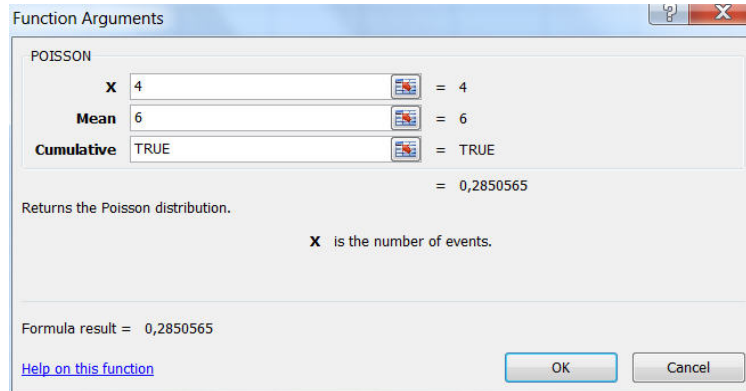 Function Arguments
POISSON
X 4 = 4
Mean 6 = 6
Cumulative TRUE = TRUE
= 0,2850565
Returns the Poisson distribution.
X is the number of events.
Formula result = 0,2850565
Help on this function OK Cancel